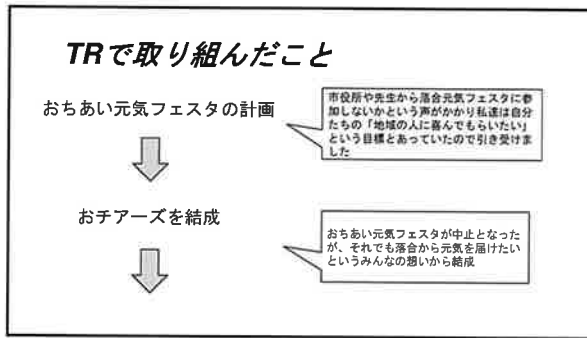 TRで取り組んだこと
おちあい元気フェスタの計画
市役所や先生から落合元気フェスタに参
加しないかという声がかかり私達は自分
たちの「地域の人に喜んでもらいたい」
という目標とあっていたので引き受けま
した
おチアーズを結成
おちあい元気フェスタが中止となった
が、それでも落合から元気を届けたい
というみんなの想いから結成